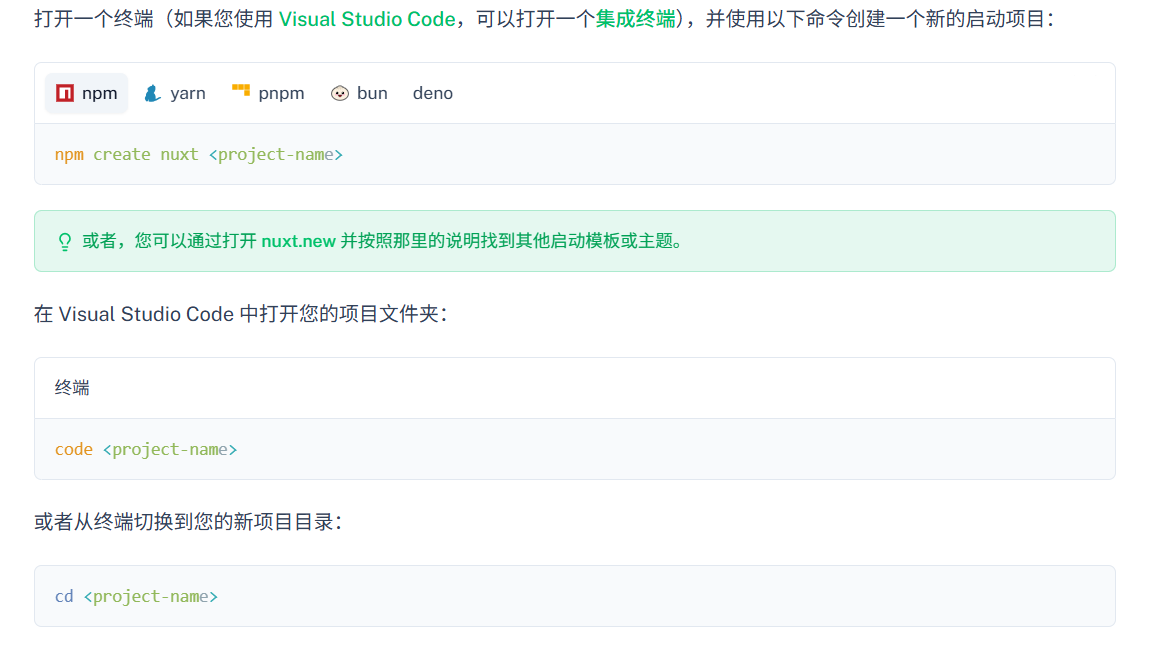 打开一个终端（如果您使用 Visual Studio Code，可以打开一个集成终端），并使用以下命令创建一个新的启动项目：
npm yarn pnpm bun deno
npm create nuxt <project-name>
或者，您可以通过打开 nuxt.new 并按照那里的说明找到其他启动模板或主题。
在 Visual Studio Code 中打开您的项目文件夹：
终端
code <project-name>
或者从终端切换到您的新项目目录：
cd <project-name>